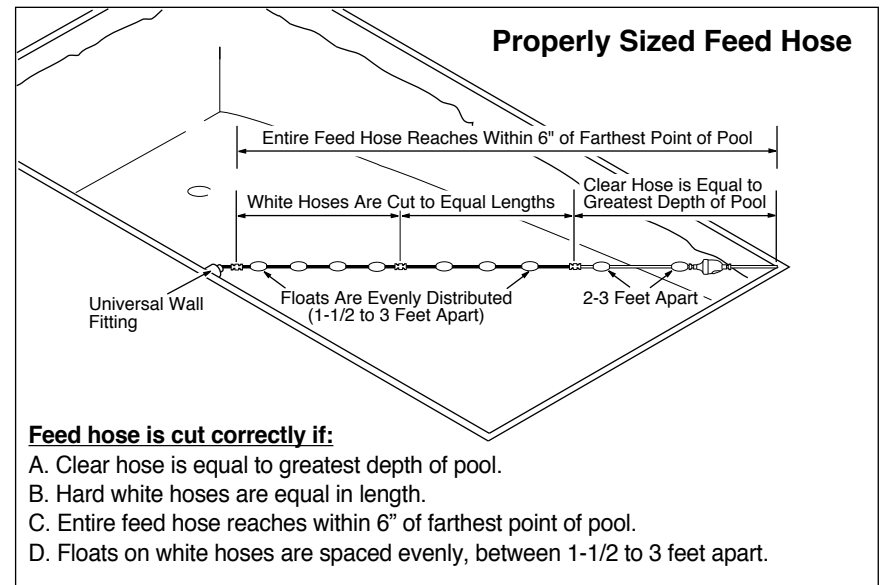 Properly Sized Feed Hose
Entire Feed Hose Reaches Within 6" of Farthest Point of Pool
Clear Hose is Equal to
Greatest Depth of Pool
White Hoses Are Cut to Equal Lengths
Universal Wall
Fitting
Floats Are Evenly Distributed
(1-1/2 to 3 Feet Apart)
2-3 Feet Apart
Feed hose is cut correctly if:
A. Clear hose is equal to greatest depth of pool.
B. Hard white hoses are equal in length.
C. Entire feed hose reaches within 6” of farthest point of pool.
D. Floats on white hoses are spaced evenly, between 1-1/2 to 3 feet apart.